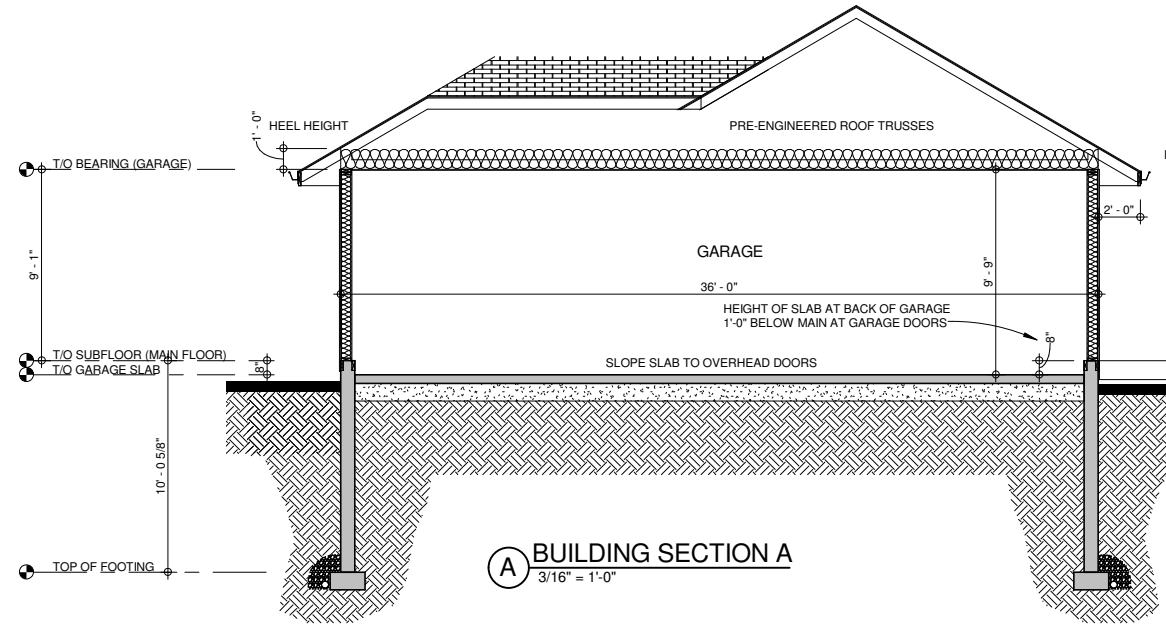 1' - 0"
HEEL HEIGHT
PRE-ENGINEERED ROOF TRUSSES
T/O BEARING (GARAGE)
2' - 0"
9' - 1"
GARAGE
9' - 9"
36' - 0"
HEIGHT OF SLAB AT BACK OF GARAGE
1'-0" BELOW MAIN AT GARAGE DOORS
8"
T/O SUBFLOOR (MAIN FLOOR)
8"
SLOPE SLAB TO OVERHEAD DOORS
T/O GARAGE SLAB
10' - 0 5/8"
TOP OF FOOTING
A
BUILDING SECTION A
3/16" = 1'-0"